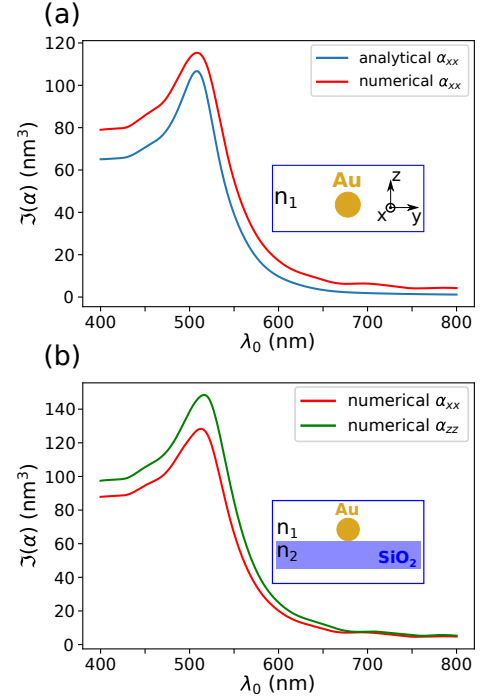 (a)
120
100
80
60
40
20
0
ℑ(α) (nm³)
analytical αₓₓ
numerical αₓₓ
n₁
Au
z
x
y
400
500
600
700
800
λ₀ (nm)
(b)
140
120
100
80
60
40
20
0
ℑ(α) (nm³)
numerical αₓₓ
numerical α_zz
Au
n₁
n₂
SiO₂
400
500
600
700
800
λ₀ (nm)